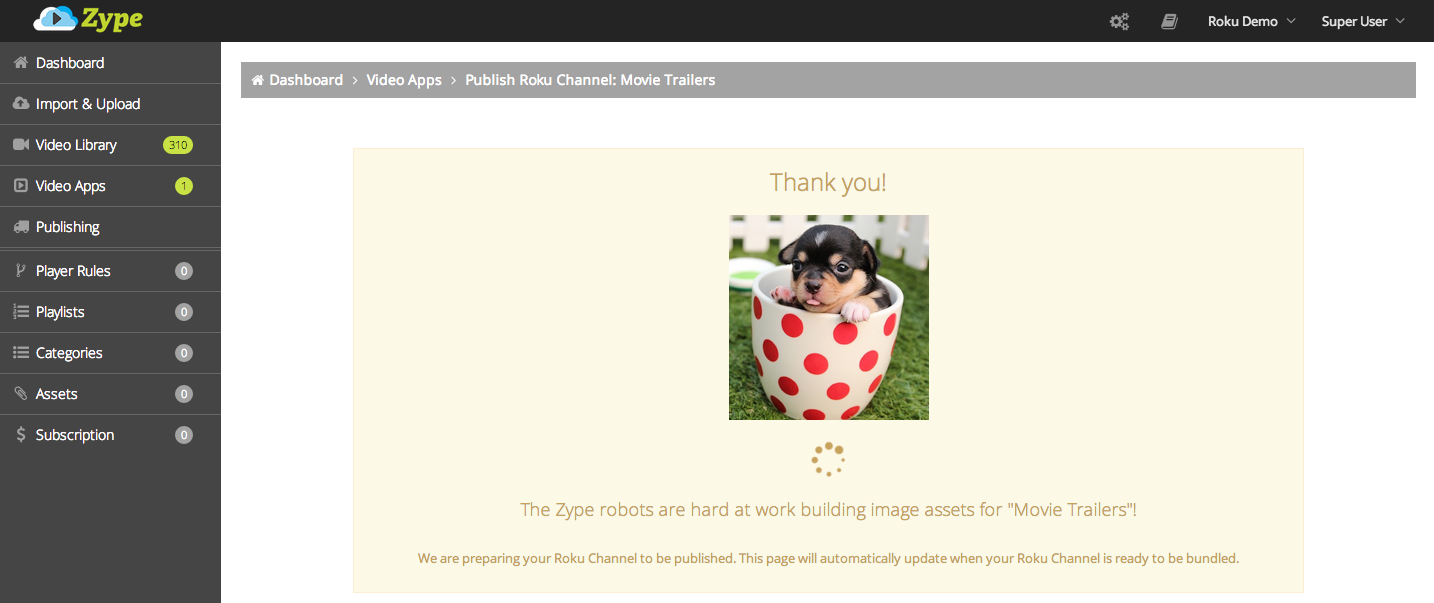 Zype
Roku Demo
Super User
Dashboard
Import & Upload
Video Library 310
Video Apps 1
Publishing
Player Rules 0
Playlists 0
Categories 0
Assets 0
Subscription 0
Dashboard > Video Apps > Publish Roku Channel: Movie Trailers
Thank you!
The Zype robots are hard at work building image assets for "Movie Trailers"!
We are preparing your Roku Channel to be published. This page will automatically update when your Roku Channel is ready to be bundled.